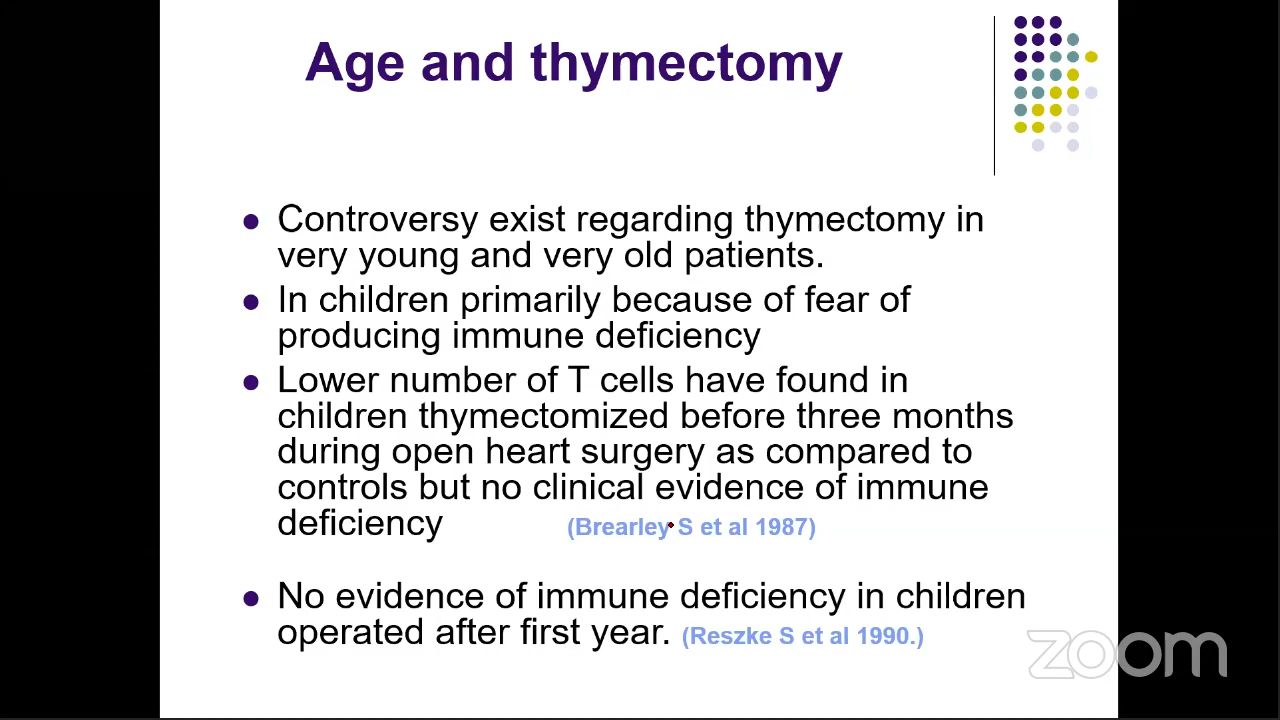 Age and thymectomy
Controversy exist regarding thymectomy in
very young and very old patients.
In children primarily because of fear of
producing immune deficiency
Lower number of T cells have found in
children thymectomized before three months
during open heart surgery as compared to
controls but no clinical evidence of immune
deficiency (Brearley S et al 1987)
No evidence of immune deficiency in children
operated after first year. (Reszke S et al 1990.)
zoom